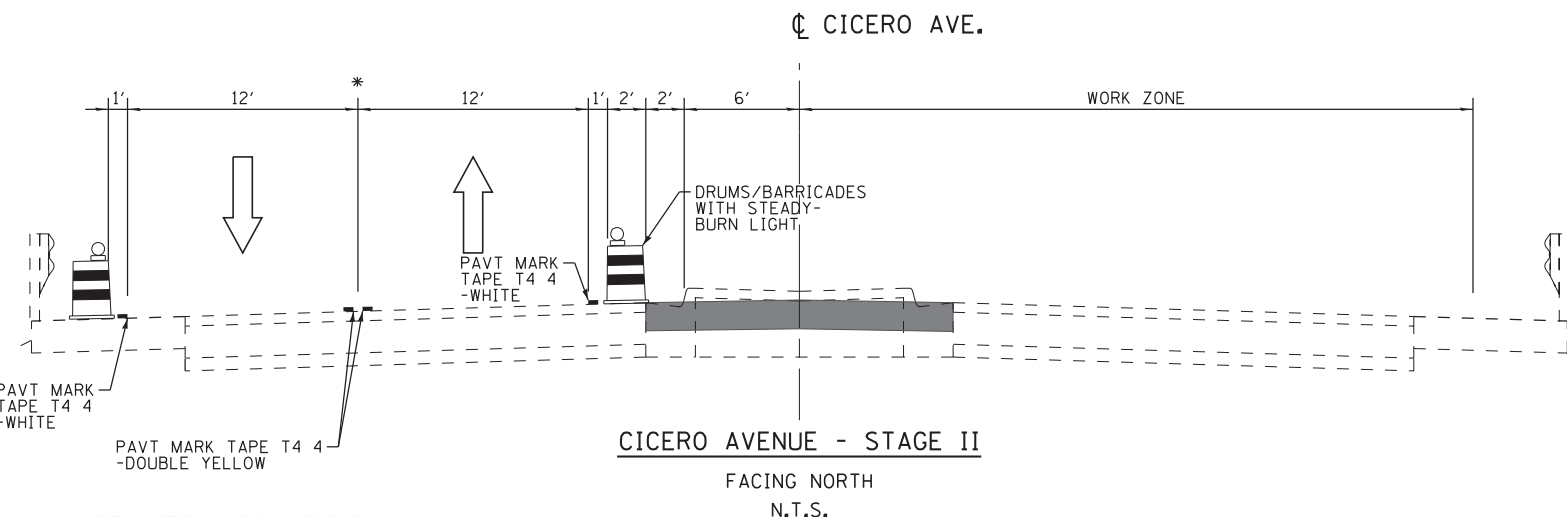 ℄ CICERO AVE.
*
1' 12' 12' 1' 2' 2' 6' WORK ZONE
DRUMS/BARRICADES
WITH STEADY-
BURN LIGHT
PAVT MARK
TAPE T4 4
-WHITE
PAVT MARK
TAPE T4 4
-WHITE
PAVT MARK TAPE T4 4
-DOUBLE YELLOW
CICERO AVENUE - STAGE II
FACING NORTH
N.T.S.